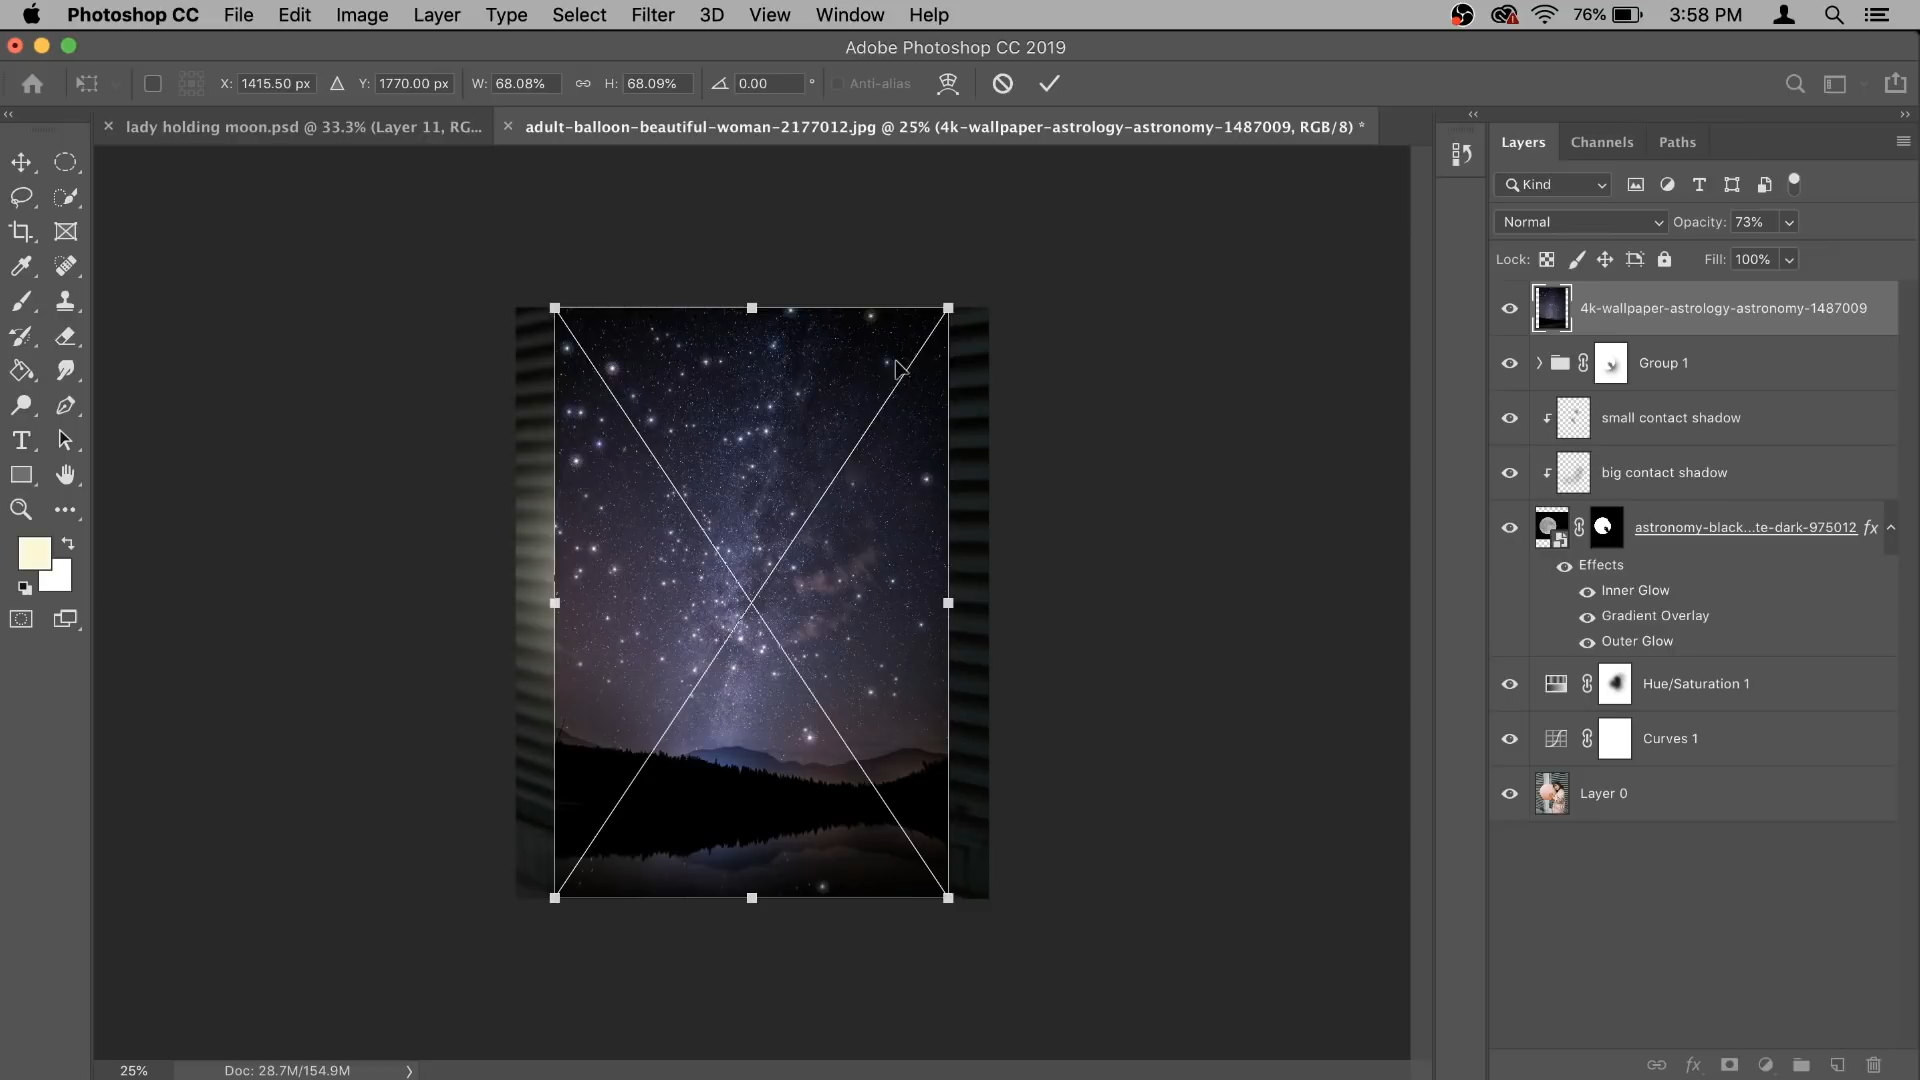 Photoshop CC File Edit Image Layer Type Select Filter 3D View Window Help 76% 3:58 PM
Adobe Photoshop CC 2019
X: 1415.50 px Y: 1770.00 px W: 68.08% H: 68.09% 0.00 ° Anti-alias
lady holding moon.psd @ 33.3% (Layer 11, RG...
adult-balloon-beautiful-woman-2177012.jpg @ 25% (4k-wallpaper-astrology-astronomy-1487009, RGB/8) *
Layers Channels Paths
Kind
Normal Opacity: 73%
Lock: Fill: 100%
4k-wallpaper-astrology-astronomy-1487009
Group 1
small contact shadow
big contact shadow
astronomy-black...te-dark-975012 fx
Effects
Inner Glow
Gradient Overlay
Outer Glow
Hue/Saturation 1
Curves 1
Layer 0
25% Doc: 28.7M/154.9M
fx